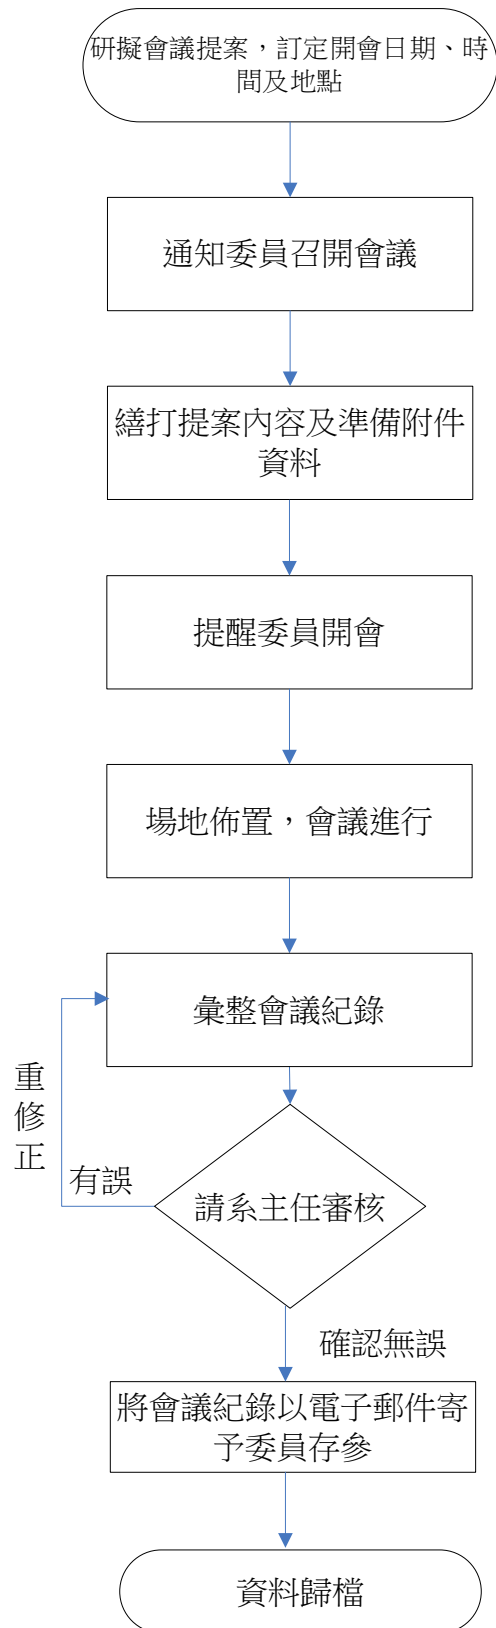 研擬會議提案，訂定開會日期、時
間及地點
通知委員召開會議
繕打提案內容及準備附件
資料
提醒委員開會
場地佈置，會議進行
彙整會議紀錄
重
修
正
有誤
請系主任審核
確認無誤
將會議紀錄以電子郵件寄
予委員存參
資料歸檔